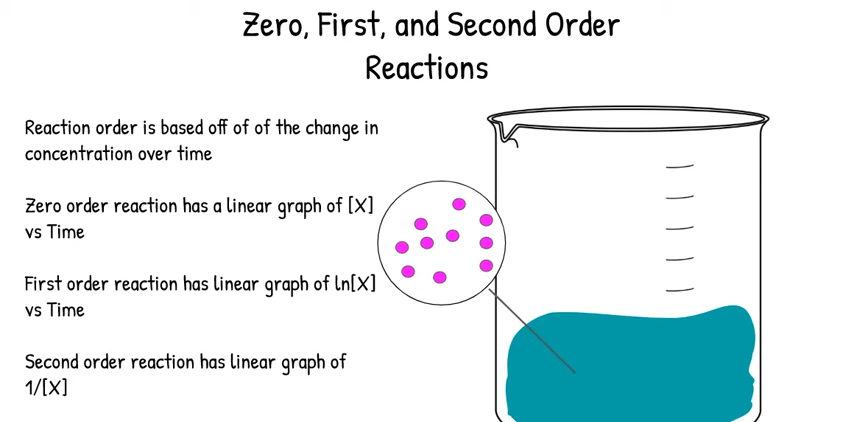 Zero, First, and Second Order
Reactions
Reaction order is based off of of the change in
concentration over time
Zero order reaction has a linear graph of [X]
vs Time
First order reaction has linear graph of ln[X]
vs Time
Second order reaction has linear graph of
1/[X]